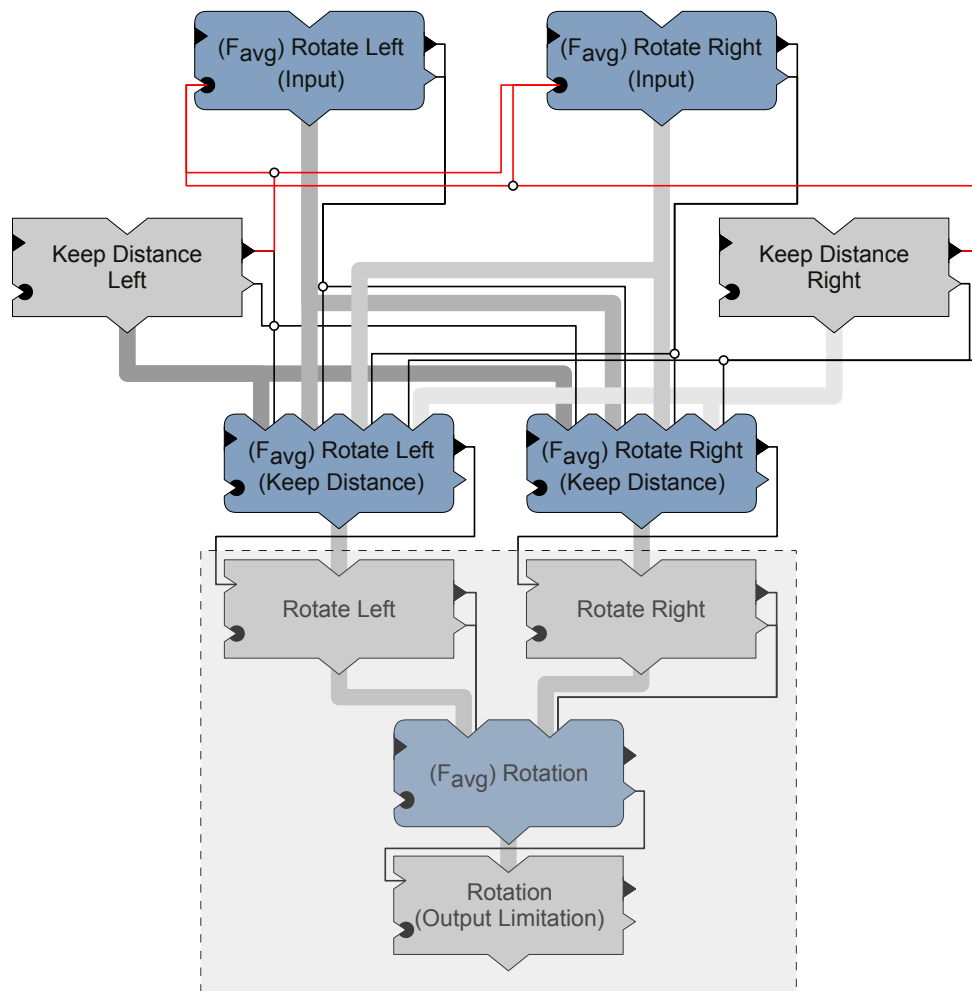 (Favg) Rotate Left
(Input)
(Favg) Rotate Right
(Input)
Keep Distance
Left
Keep Distance
Right
(Favg) Rotate Left
(Keep Distance)
(Favg) Rotate Right
(Keep Distance)
Rotate Left
Rotate Right
(Favg) Rotation
Rotation
(Output Limitation)